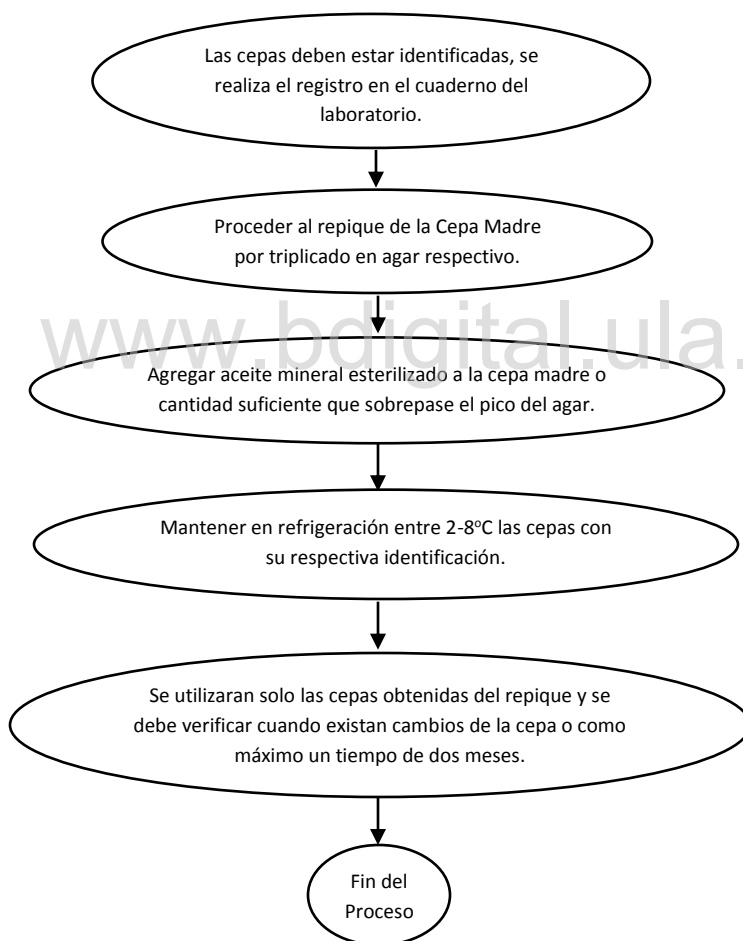 Las cepas deben estar identificadas, se
realiza el registro en el cuaderno del
laboratorio.
Proceder al repique de la Cepa Madre
por triplicado en agar respectivo.
www.bdigital.ula.
Agregar aceite mineral esterilizado a la cepa madre o
cantidad suficiente que sobrepase el pico del agar.
Mantener en refrigeración entre 2-8°C las cepas con
su respectiva identificación.
Se utilizaran solo las cepas obtenidas del repique y se
debe verificar cuando existan cambios de la cepa o como
máximo un tiempo de dos meses.
Fin del
Proceso